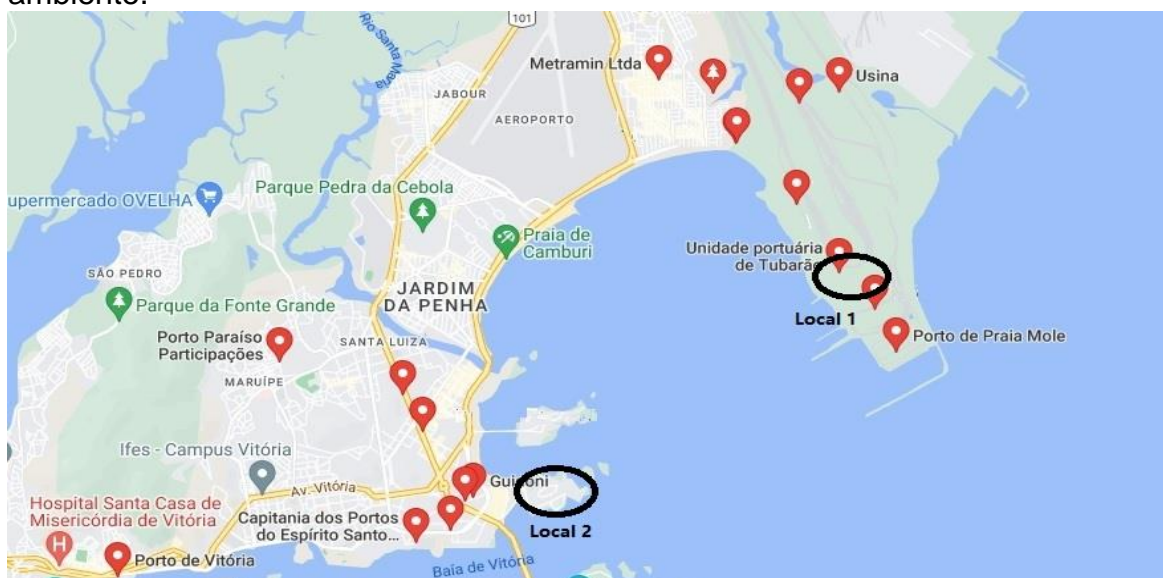 ambiente.
101
Rio Santa Maria
Metramin Ltda
Usina
JABOUR
AEROPORTO
Parque Pedra da Cebola
upermercado OVELHA
Praia de
Camburi
Unidade portuária
de Tubarão
SÃO PEDRO
JARDIM
DA PENHA
Parque da Fonte Grande
Local 1
Porto Paraíso
Participações
SANTA LUIZA
Porto de Praia Mole
MARUÍPE
Ifes - Campus Vitória
Av. Vitória
Hospital Santa Casa de
Misericórdia de Vitória
Capitania dos Portos
do Espírito Santo...
Local 2
Porto de Vitória
Baía de Vitória